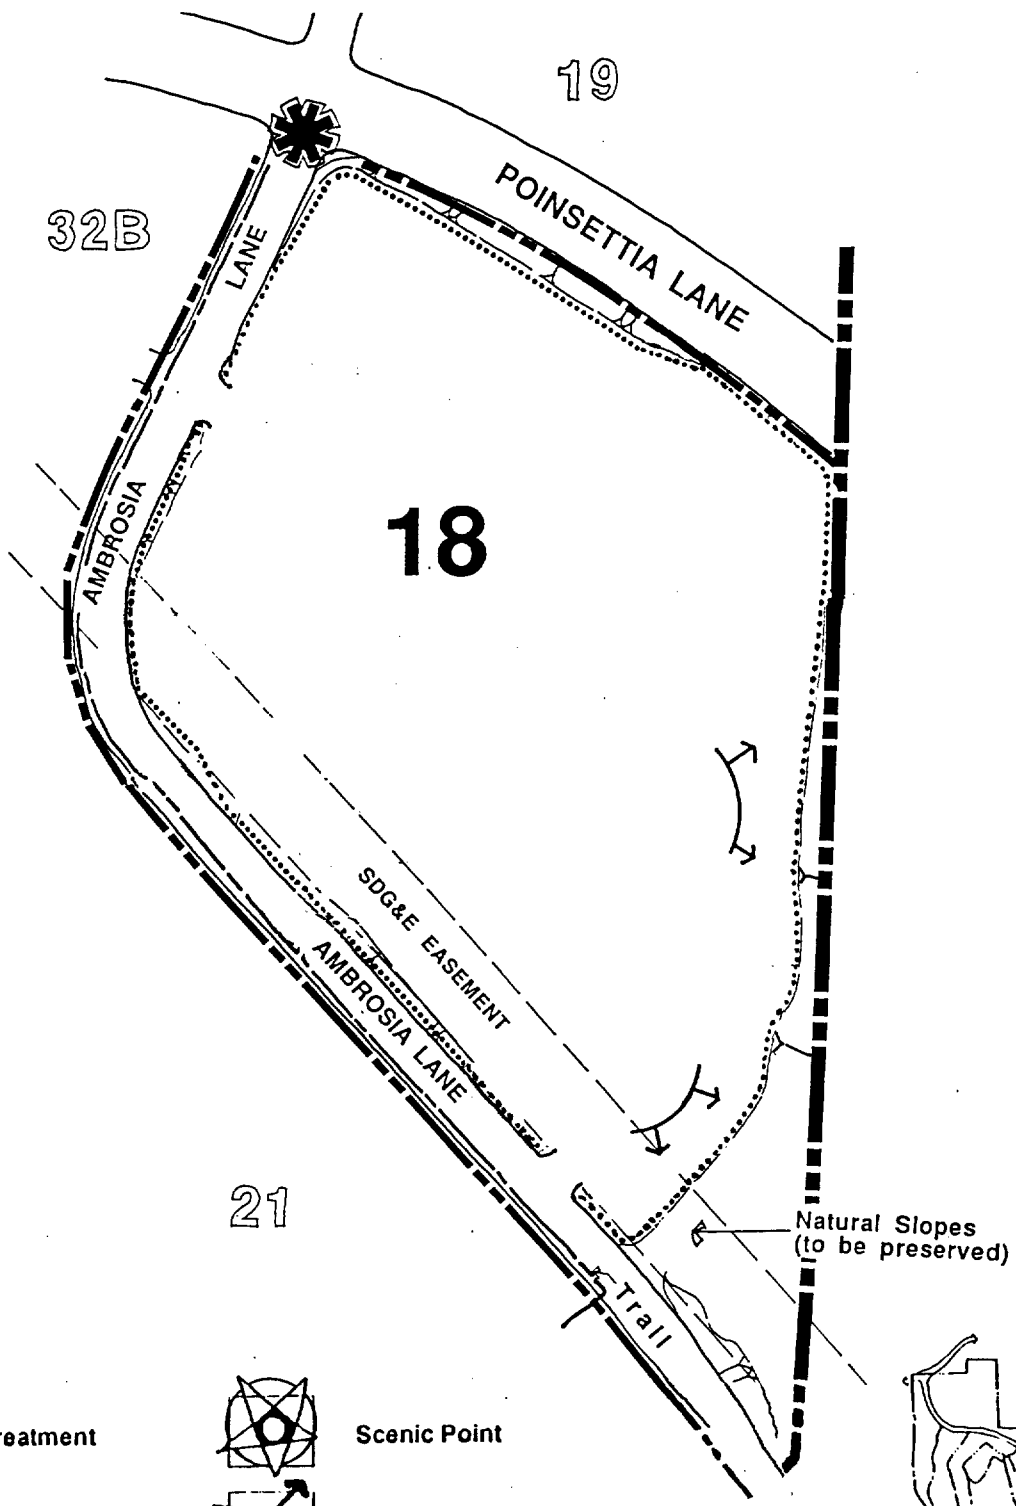 19
POINSETTIA LANE
32B
LANE
AMBROSIA
18
SDG&E EASEMENT
AMBROSIA LANE
21
Natural Slopes
(to be preserved)
Trail
Scenic Point